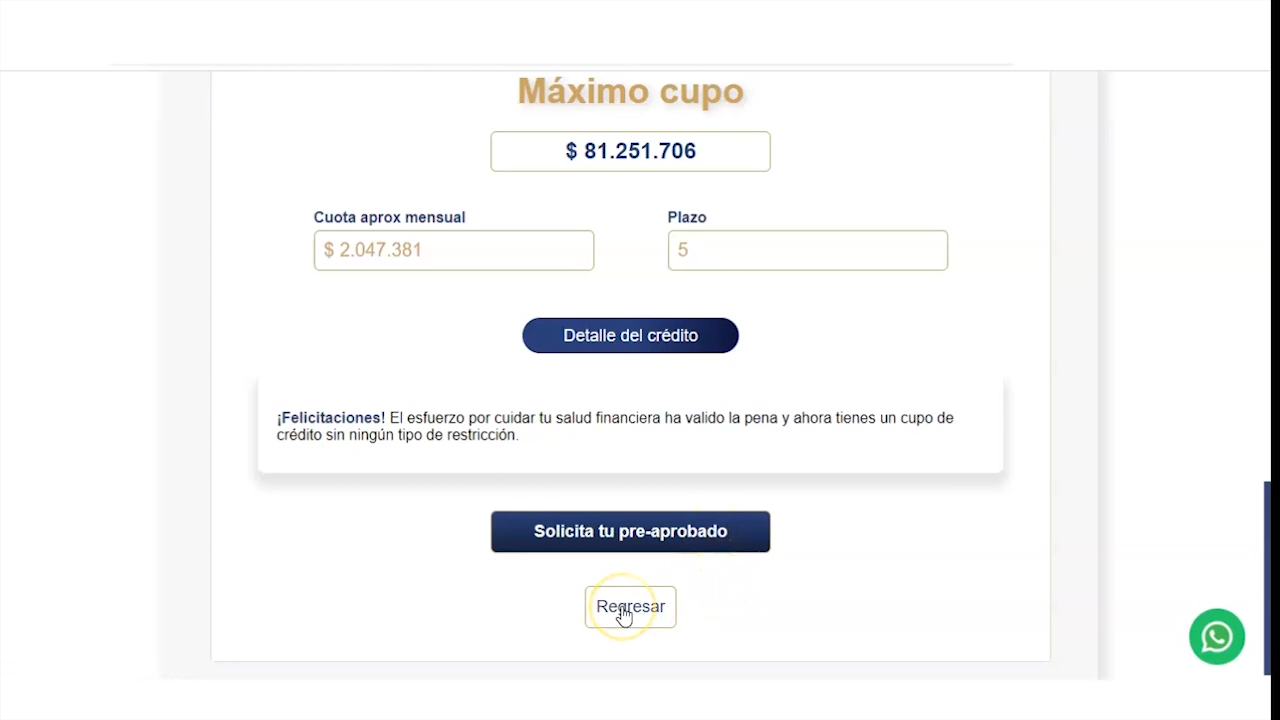 Máximo cupo
$ 81.251.706
Cuota aprox mensual
Plazo
$ 2.047.381
5
Detalle del crédito
¡Felicitaciones! El esfuerzo por cuidar tu salud financiera ha valido la pena y ahora tienes un cupo de
crédito sin ningún tipo de restricción.
Solicita tu pre-aprobado
Regresar